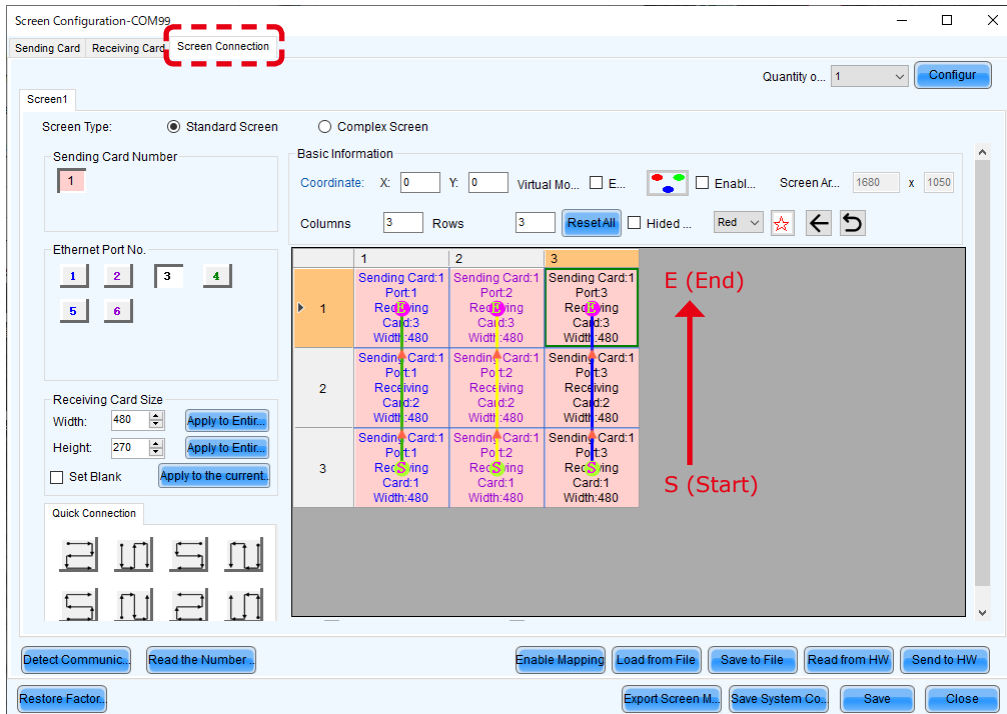 Screen Configuration-COM99
Sending Card Receiving Card Screen Connection
Quantity o... 1 Configur
Screen1
Screen Type: Standard Screen Complex Screen
Sending Card Number
1
Basic Information
Coordinate: X: 0 Y: 0 Virtual Mo... E... Enabl... Screen Ar... 1680 x 1050
Columns 3 Rows 3 Reset All Hided ... Red
Ethernet Port No.
1 2 3 4
5 6
1 2 3
1
Sending Card:1
Port:1
Receiving
Card:3
Width:480
Sending Card:1
Port:2
Receiving
Card:3
Width:480
Sending Card:1
Port:3
Receiving
Card:3
Width:480
E
E
E
2
Sending Card:1
Port:1
Receiving
Card:2
Width:480
Sending Card:1
Port:2
Receiving
Card:2
Width:480
Sending Card:1
Port:3
Receiving
Card:2
Width:480
3
Sending Card:1
Port:1
Receiving
Card:1
Width:480
Sending Card:1
Port:2
Receiving
Card:1
Width:480
Sending Card:1
Port:3
Receiving
Card:1
Width:480
S
S
S
E (End)
S (Start)
Receiving Card Size
Width: 480 Apply to Entir...
Height: 270 Apply to Entir...
Set Blank Apply to the current..
Quick Connection
Detect Communic.. Read the Number .. Enable Mapping Load from File Save to File Read from HW Send to HW
Restore Factor.. Export Screen M.. Save System Co.. Save Close